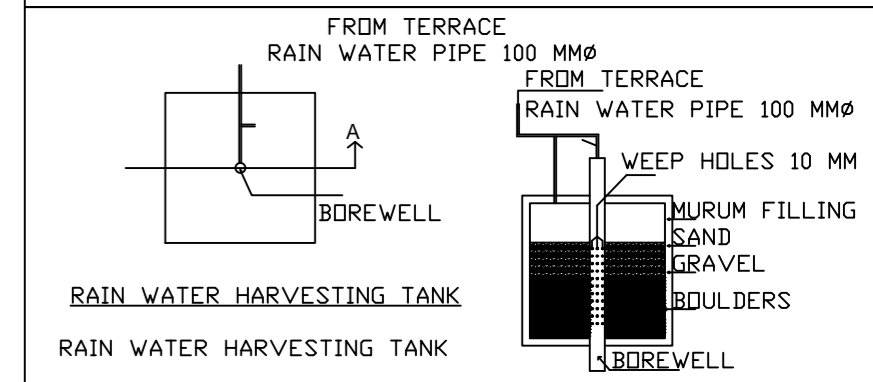 FROM TERRACE
RAIN WATER PIPE 100 MMØ
A
BOREWELL
RAIN WATER HARVESTING TANK
RAIN WATER HARVESTING TANK
FROM TERRACE
RAIN WATER PIPE 100 MMØ
WEEP HOLES 10 MM
MURUM FILLING
SAND
GRAVEL
BOULDERS
BOREWELL